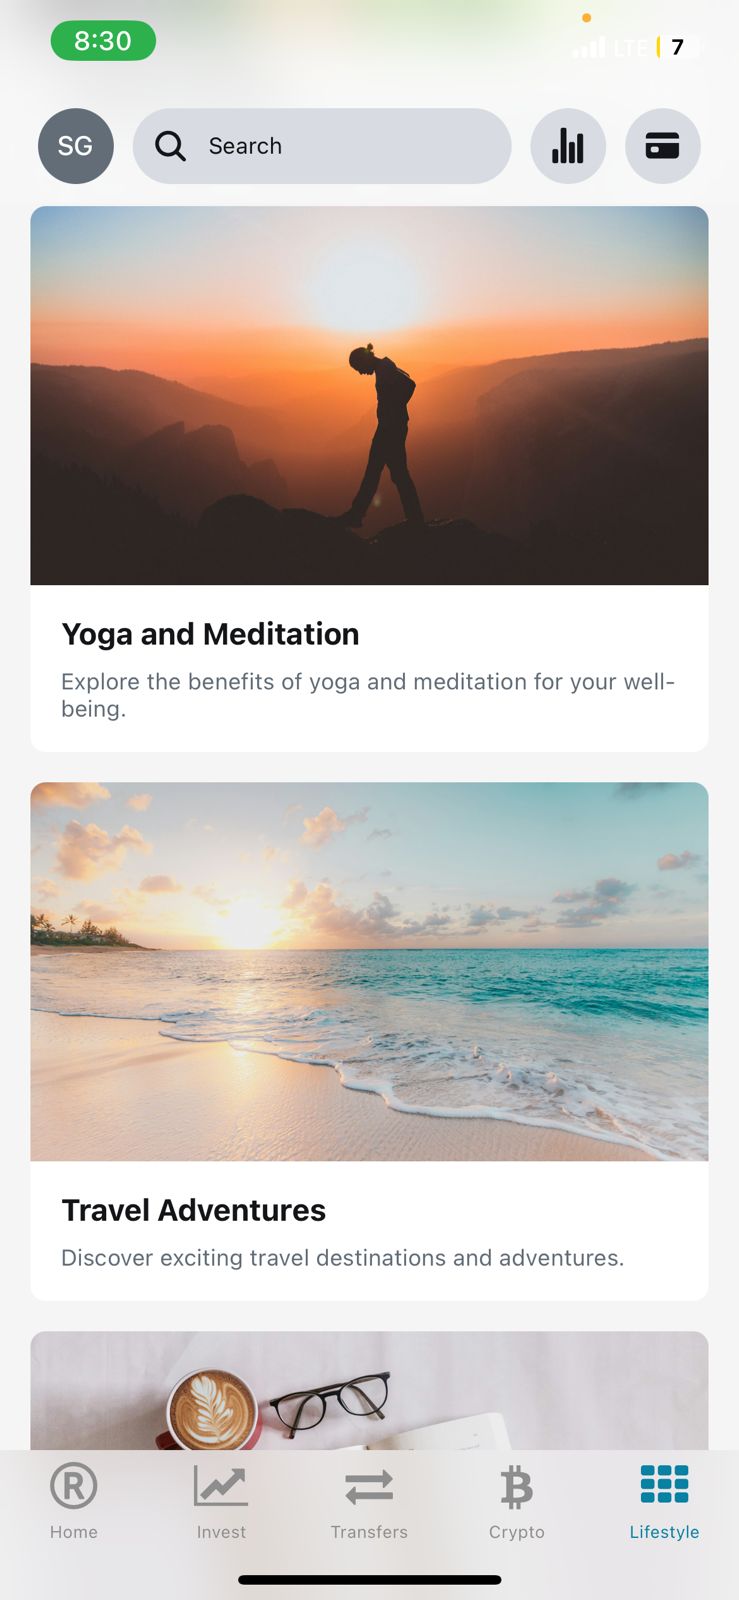 8:30
LTE 7
SG
Search
Yoga and Meditation
Explore the benefits of yoga and meditation for your well-
being.
Travel Adventures
Discover exciting travel destinations and adventures.
R
Home
Invest
Transfers
Crypto
Lifestyle